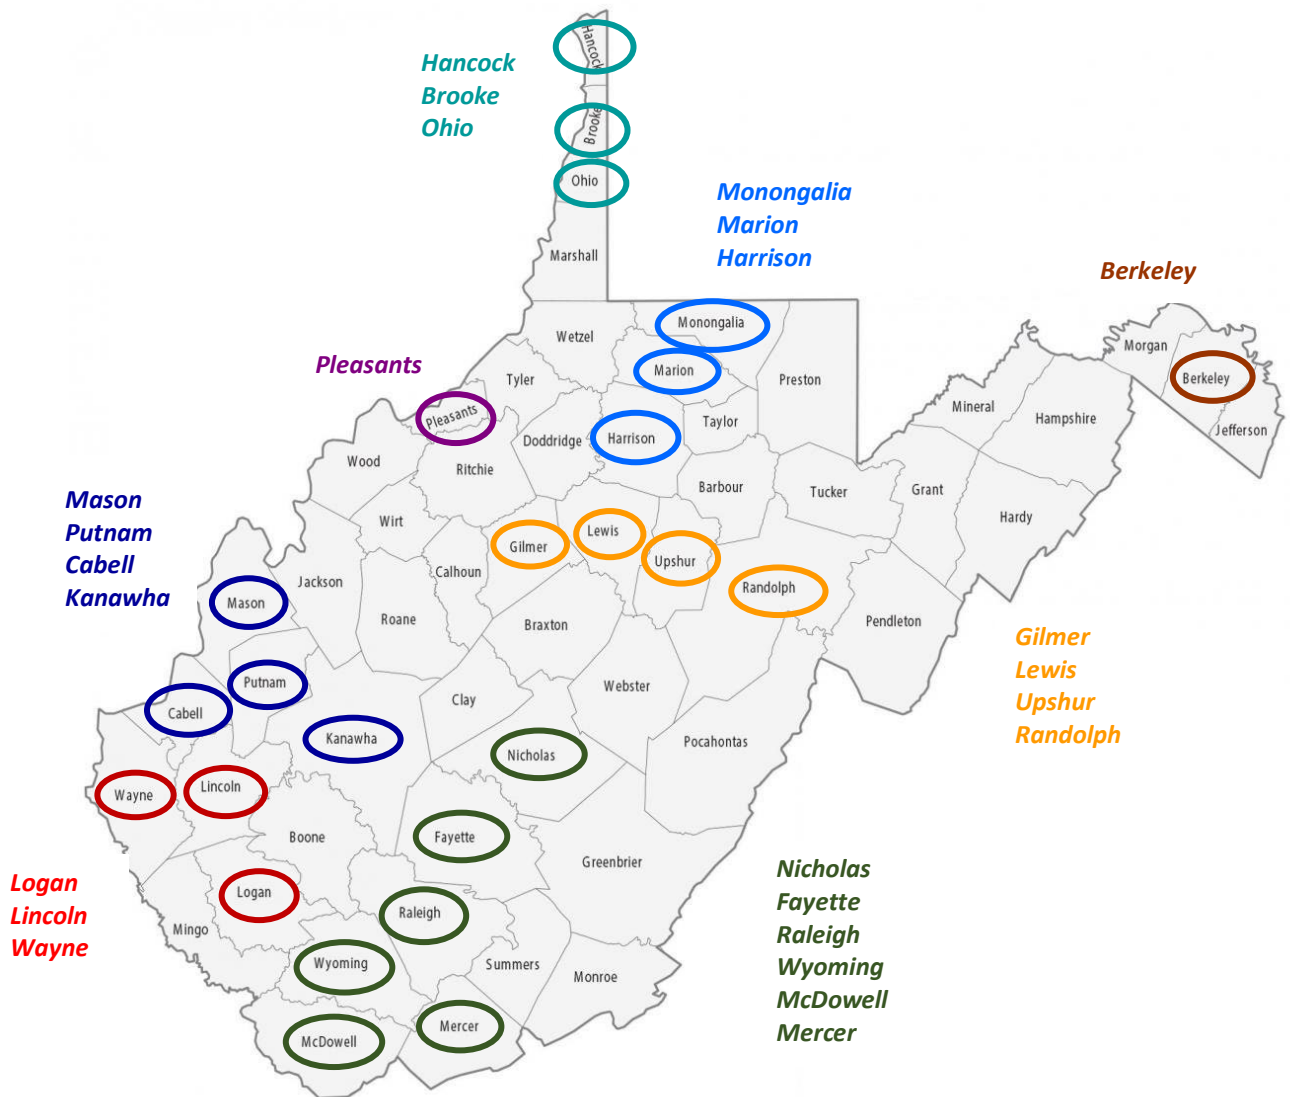 Hancock
Hancock
Brooke
Ohio
Brooke
Ohio
Monongalia
Marion
Harrison
Marshall
Berkeley
Monongalia
Wetzel
Morgan
Pleasants
Marion
Tyler
Preston
Berkeley
Mineral
Pleasants
Hampshire
Taylor
Jefferson
Doddridge
Harrison
Wood
Ritchie
Barbour
Tucker
Grant
Mason
Putnam
Cabell
Kanawha
Wirt
Hardy
Lewis
Gilmer
Upshur
Calhoun
Jackson
Randolph
Mason
Roane
Braxton
Pendleton
Gilmer
Lewis
Upshur
Randolph
Putnam
Webster
Clay
Cabell
Kanawha
Pocahontas
Nicholas
Lincoln
Wayne
Boone
Fayette
Greenbrier
Logan
Lincoln
Wayne
Nicholas
Fayette
Raleigh
Wyoming
McDowell
Mercer
Logan
Raleigh
Mingo
Wyoming
Summers
Monroe
Mercer
McDowell